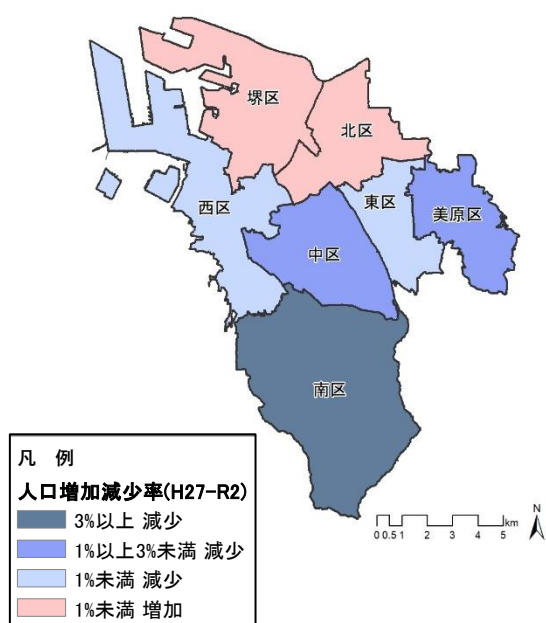 堺区
北区
西区
東区
美原区
中区
南区
凡 例
人口増加減少率(H27-R2)
3%以上 減少
1%以上3%未満 減少
1%未満 減少
1%未満 増加
0 0.5 1 2 3 4 5 km
N